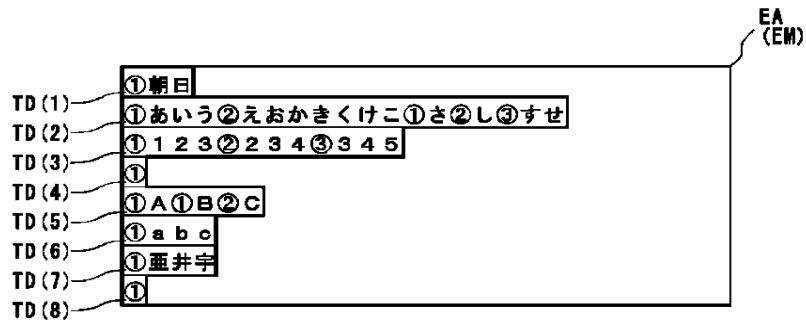 EA
(EM)
TD(1) ①朝日
TD(2) ①あいう②えおかきくけこ①さ②し③すせ
TD(3) ①123②234③345
TD(4) ①
TD(5) ①A①B②C
TD(6) ①abc
TD(7) ①亜井宇
TD(8) ①